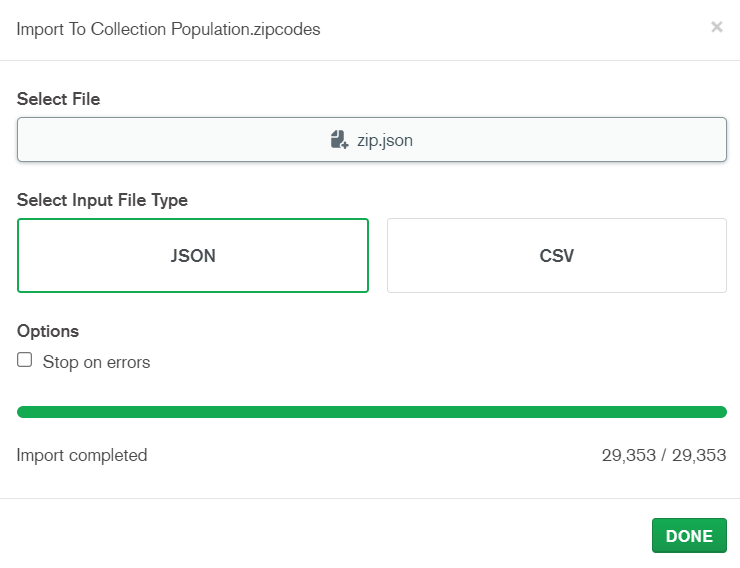 Import To Collection Population.zipcodes
×
Select File
zip.json
Select Input File Type
JSON CSV
Options
Stop on errors
Import completed 29,353 / 29,353
DONE